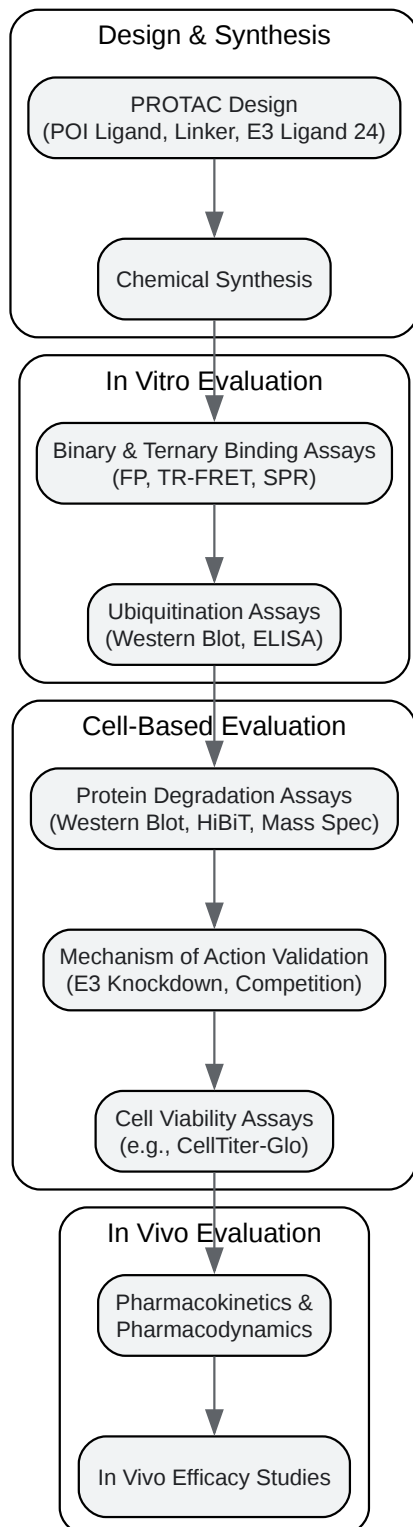 Design & Synthesis
PROTAC Design
(POI Ligand, Linker, E3 Ligand 24)
Chemical Synthesis
In Vitro Evaluation
Binary & Ternary Binding Assays
(FP, TR-FRET, SPR)
Ubiquitination Assays
(Western Blot, ELISA)
Cell-Based Evaluation
Protein Degradation Assays
(Western Blot, HiBiT, Mass Spec)
Mechanism of Action Validation
(E3 Knockdown, Competition)
Cell Viability Assays
(e.g., CellTiter-Glo)
In Vivo Evaluation
Pharmacokinetics &
Pharmacodynamics
In Vivo Efficacy Studies